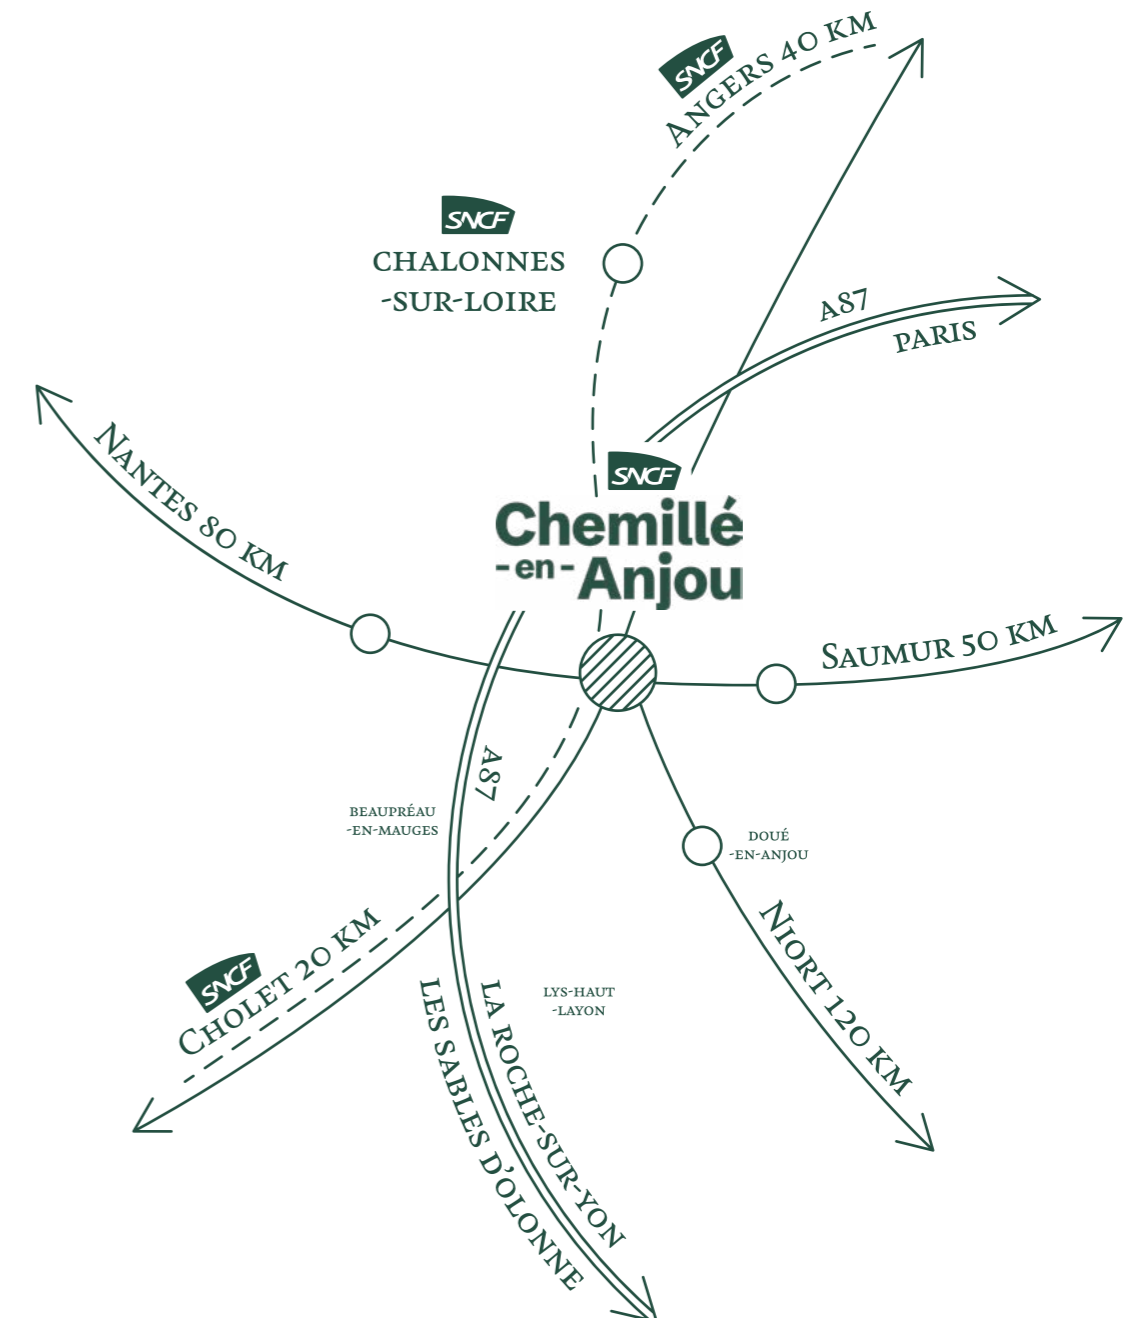 SNCF
ANGERS 40 KM
SNCF
CHALONNES
-SUR-LOIRE
A87
PARIS
NANTES 80 KM
SNCF
Chemillé
-en-Anjou
SAUMUR 50 KM
A87
BEAUPRÉAU
-EN-MAUGES
DOUÉ
-EN-ANJOU
SNCF
CHOLET 20 KM
NIORT 120 KM
LYS-HAUT
-LAYON
LES SABLES D'OLONNE
LA ROCHE-SUR-YON